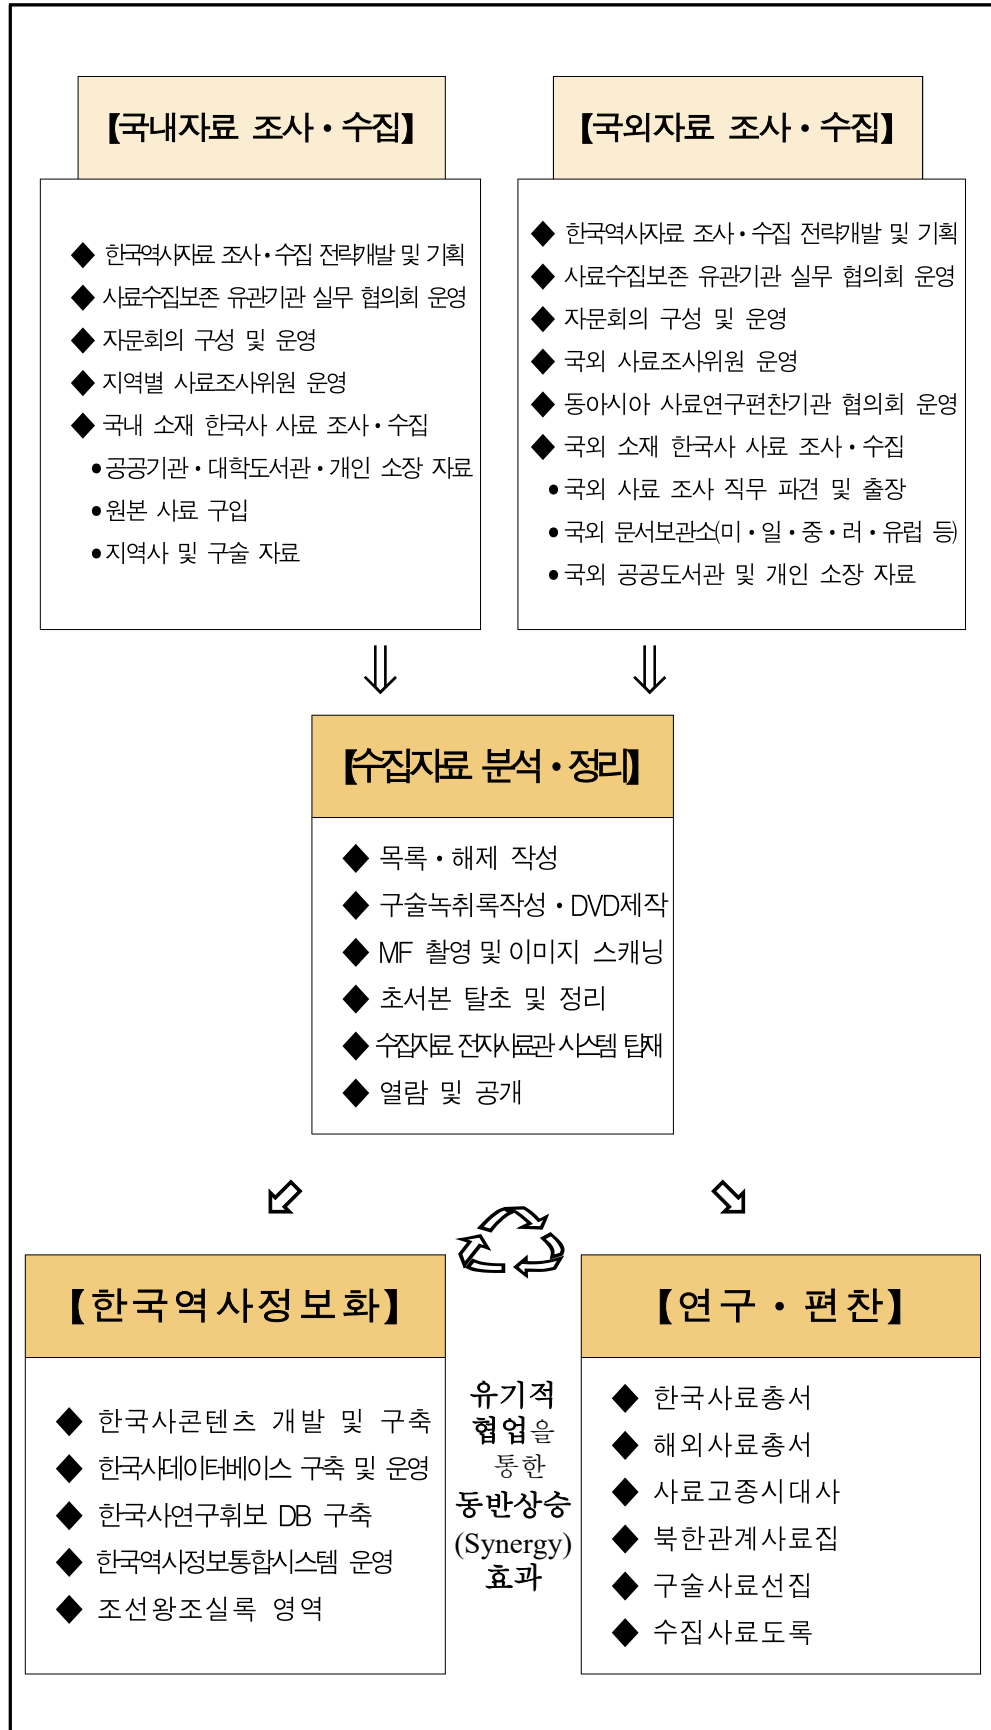 【국내자료 조사・수집】
◆ 한국역사자료 조사・수집 전략개발 및 기획
◆ 사료수집보존 유관기관 실무 협의회 운영
◆ 자문회의 구성 및 운영
◆ 지역별 사료조사위원 운영
◆ 국내 소재 한국사 사료 조사・수집
• 공공기관・대학도서관・개인 소장 자료
• 원본 사료 구입
• 지역사 및 구술 자료
【국외자료 조사・수집】
◆ 한국역사자료 조사・수집 전략개발 및 기획
◆ 사료수집보존 유관기관 실무 협의회 운영
◆ 자문회의 구성 및 운영
◆ 국외 사료조사위원 운영
◆ 동아시아 사료연구편찬기관 협의회 운영
◆ 국외 소재 한국사 사료 조사・수집
• 국외 사료 조사 직무 파견 및 출장
• 국외 문서보관소(미・일・중・러・유럽 등)
• 국외 공공도서관 및 개인 소장 자료
【수집자료 분석・정리】
◆ 목록・해제 작성
◆ 구술녹취록작성・DVD제작
◆ MF 촬영 및 이미지 스캐닝
◆ 초서본 탈초 및 정리
◆ 수집자료 전자사료관 시스템 탑재
◆ 열람 및 공개
【한국역사정보화】
◆ 한국사콘텐츠 개발 및 구축
◆ 한국사데이터베이스 구축 및 운영
◆ 한국사연구휘보 DB 구축
◆ 한국역사정보통합시스템 운영
◆ 조선왕조실록 영역
유기적
협업을
통한
동반상승
(Synergy)
효과
【연구・편찬】
◆ 한국사료총서
◆ 해외사료총서
◆ 사료고종시대사
◆ 북한관계사료집
◆ 구술사료선집
◆ 수집사료도록